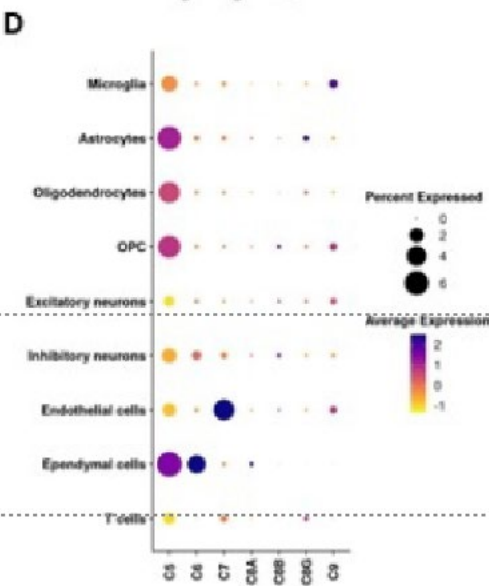 D
Microglia
Astrocytes
Oligodendrocytes
OPC
Excitatory neurons
Inhibitory neurons
Endothelial cells
Ependymal cells
T cells
C5 C6 C7 C8A C8B C8G C9
Percent Expressed
0
2
4
6
Average Expression
2
1
0
-1